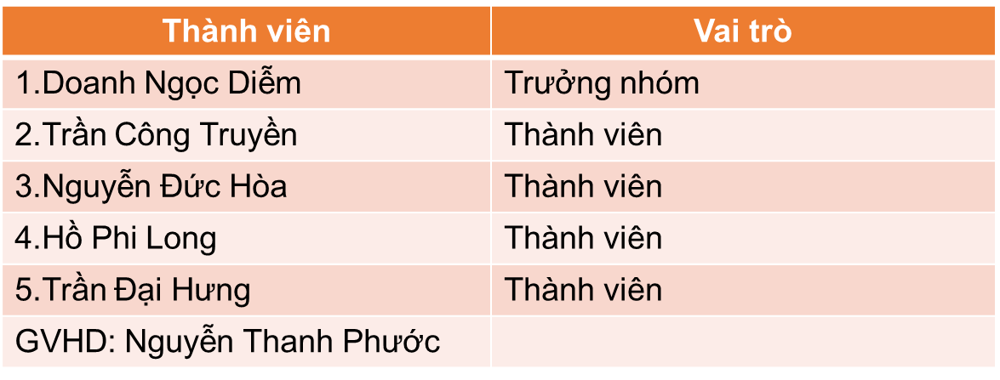 Thành viên Vai trò
1.Doanh Ngọc Diễm Trưởng nhóm
2.Trần Công Truyền Thành viên
3.Nguyễn Đức Hòa Thành viên
4.Hồ Phi Long Thành viên
5.Trần Đại Hưng Thành viên
GVHD: Nguyễn Thanh Phước